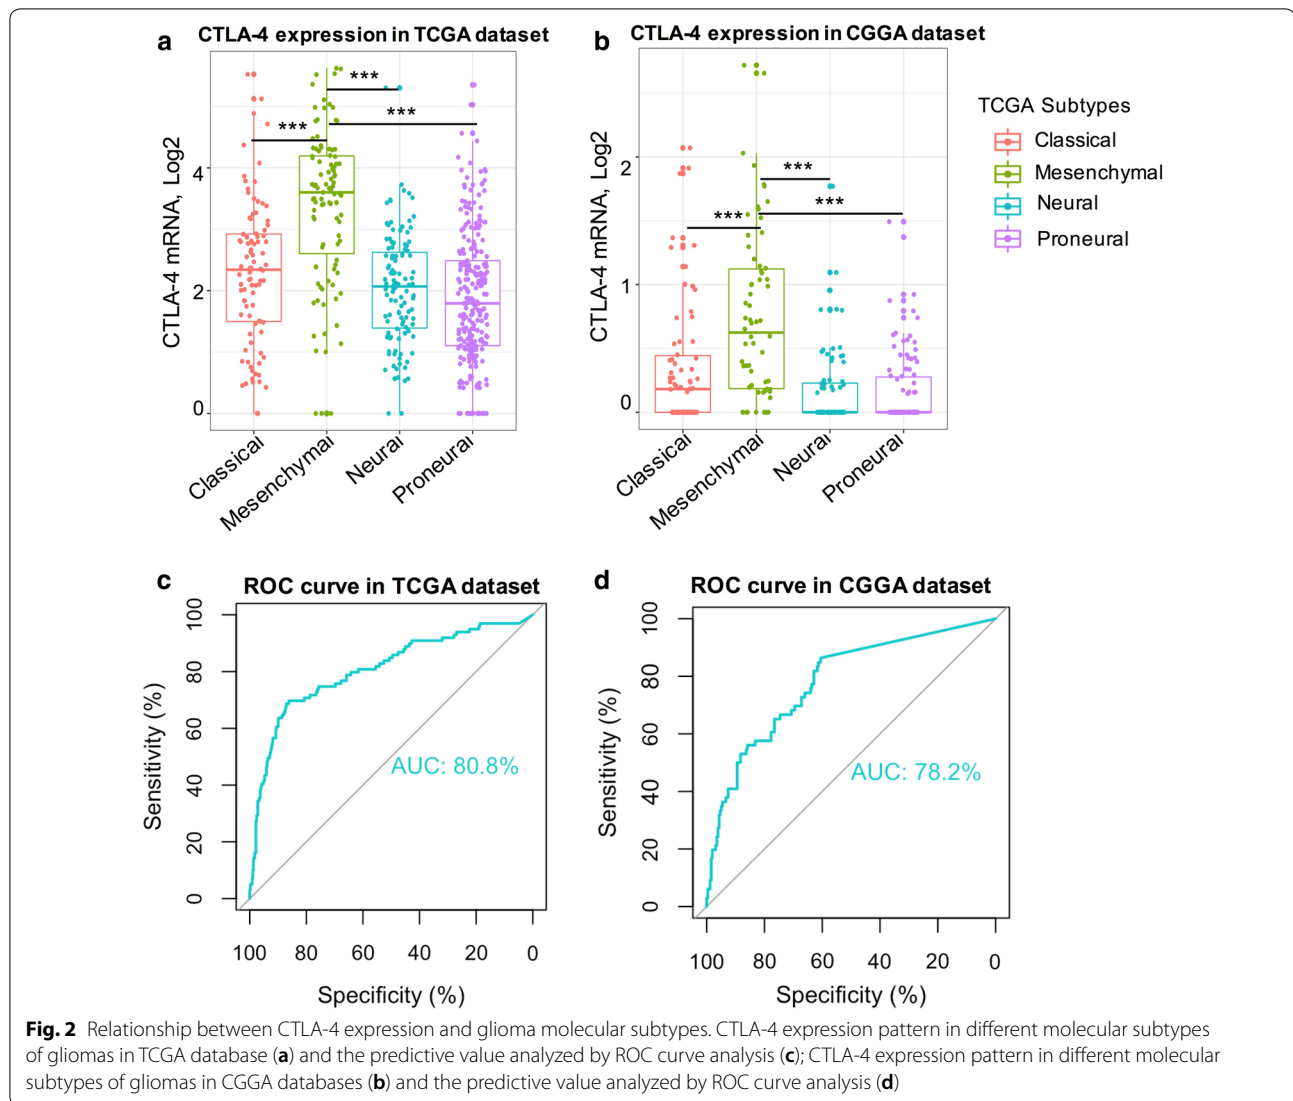 a
CTLA-4 expression in TCGA dataset
CTLA-4 mRNA, Log2
4
2
0
***
***
***
Classical
Mesenchymal
Neural
Proneural
b
CTLA-4 expression in CGGA dataset
CTLA-4 mRNA, Log2
2
1
0
***
***
***
Classical
Mesenchymal
Neural
Proneural
TCGA Subtypes
Classical
Mesenchymal
Neural
Proneural
c
ROC curve in TCGA dataset
Sensitivity (%)
100
80
60
40
20
0
AUC: 80.8%
100 80 60 40 20 0
Specificity (%)
d
ROC curve in CGGA dataset
Sensitivity (%)
100
80
60
40
20
0
AUC: 78.2%
100 80 60 40 20 0
Specificity (%)
Fig. 2 Relationship between CTLA-4 expression and glioma molecular subtypes. CTLA-4 expression pattern in different molecular subtypes
of gliomas in TCGA database (a) and the predictive value analyzed by ROC curve analysis (c); CTLA-4 expression pattern in different molecular
subtypes of gliomas in CGGA databases (b) and the predictive value analyzed by ROC curve analysis (d)